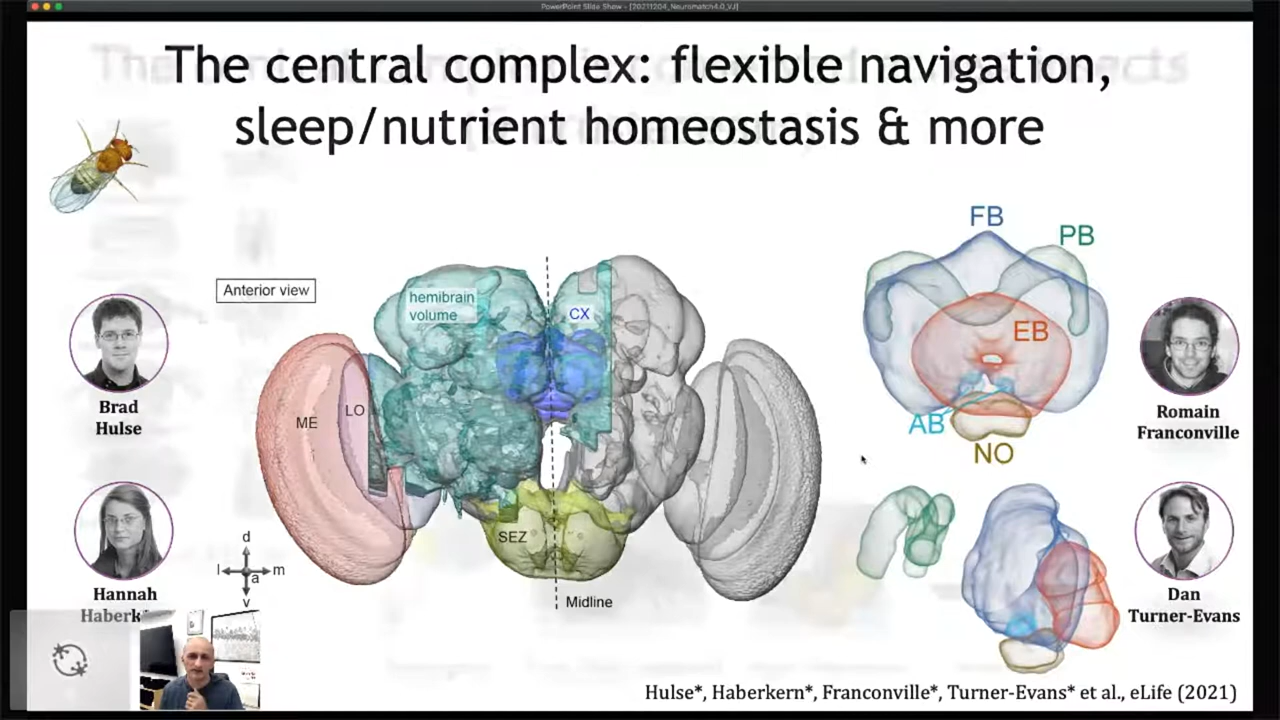 PowerPoint Slide Show - [20211204_Neuromatch4.0_VJ]
The central complex: flexible navigation,
sleep/nutrient homeostasis & more
Anterior view
hemibrain
volume
CX
ME
LO
SEZ
Midline
d
l
m
a
v
FB
PB
EB
AB
NO
Brad
Hulse
Hannah
Romain
Franconville
Dan
Turner-Evans
Hulse*, Haberkern*, Franconville*, Turner-Evans* et al., eLife (2021)